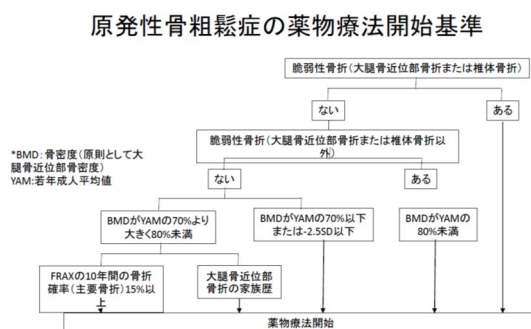 原発性骨粗鬆症の薬物療法開始基準
脆弱性骨折(大腿骨近位部骨折または椎体骨折)
ない
ある
脆弱性骨折(大腿骨近位部骨折または椎体骨折以
外)
*BMD:骨密度(原則として大
腿骨近位部骨密度)
YAM:若年成人平均値
ない
ある
BMDがYAMの70%より
大きく80%未満
BMDがYAMの70%以下
または-2.5SD以下
BMDがYAMの
80%未満
FRAXの10年間の骨折
確率(主要骨折)15%以
上
大腿骨近位部
骨折の家族歴
薬物療法開始